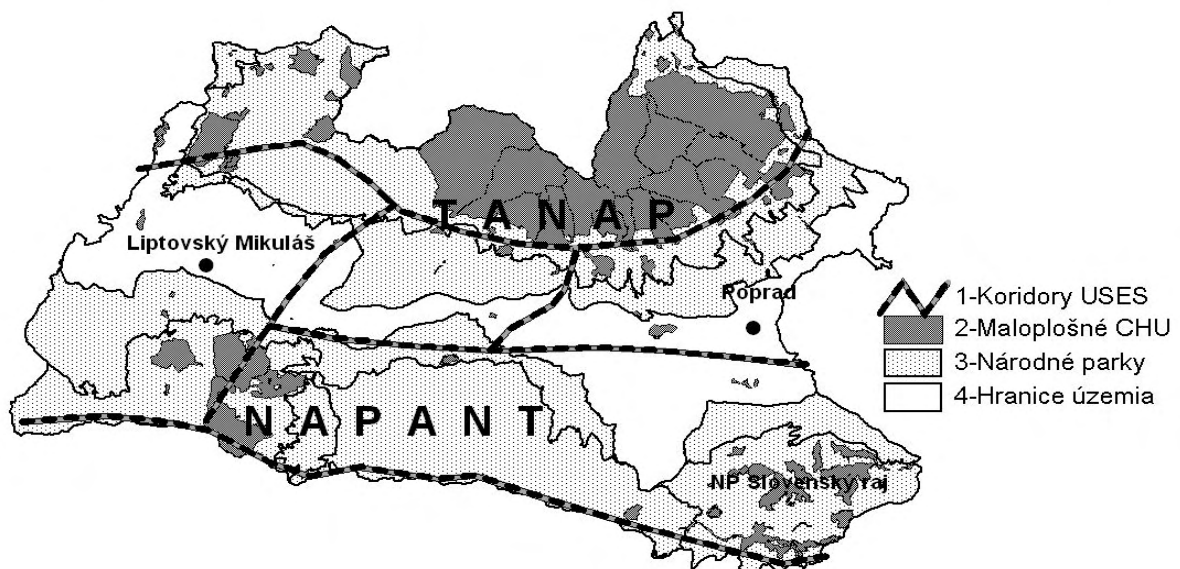 T A N A P
Liptovský Mikuláš
Poprad
N A P A N T
NP Slovenský raj
1-Koridory USES
2-Maloplošné CHU
3-Národné parky
4-Hranice územia